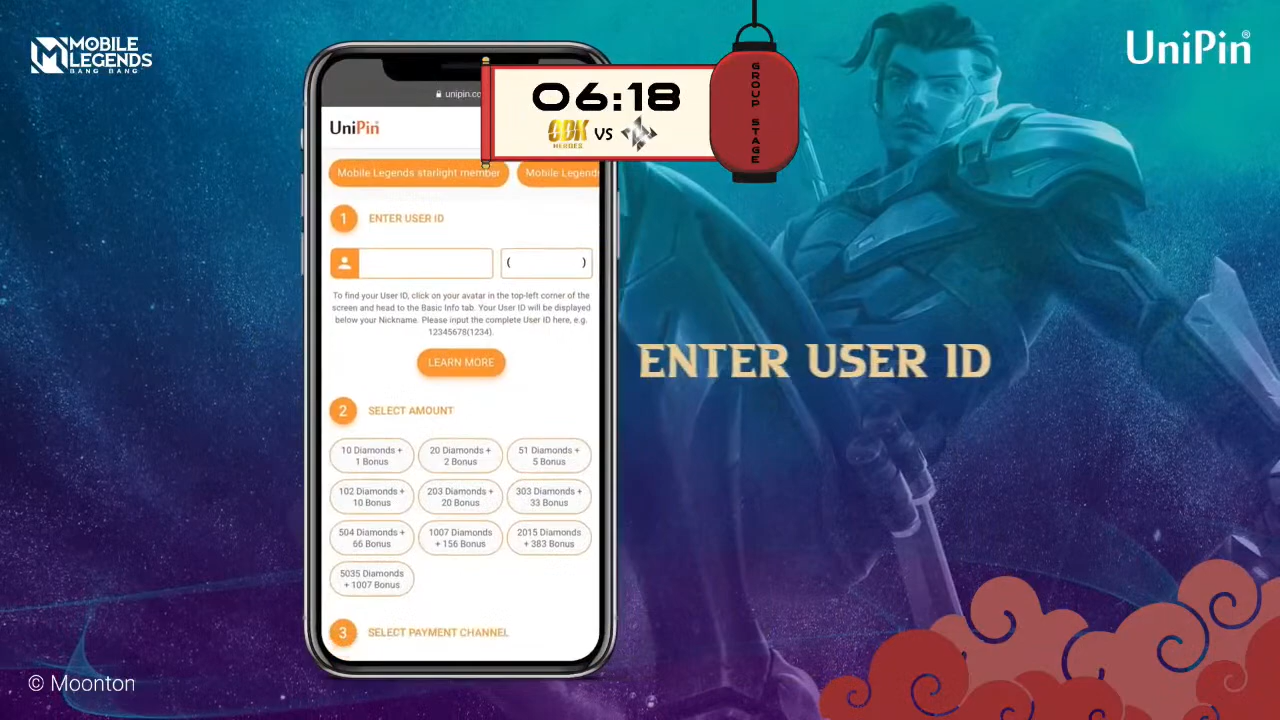 MOBILE
LEGENDS
BANG BANG
UniPin®
unipin.co
UniPin
06:18
VS
HEROES
GROUP STAGE
Mobile Legends starlight member
Mobile Legends
1
ENTER USER ID
( )
To find your User ID, click on your avatar in the top-left corner of the
screen and head to the Basic Info tab. Your User ID will be displayed
below your Nickname. Please input the complete User ID here, e.g.
12345678(1234).
LEARN MORE
ENTER USER ID
2
SELECT AMOUNT
10 Diamonds +
1 Bonus
20 Diamonds +
2 Bonus
51 Diamonds +
5 Bonus
102 Diamonds +
10 Bonus
203 Diamonds +
20 Bonus
303 Diamonds +
33 Bonus
504 Diamonds +
66 Bonus
1007 Diamonds
+ 156 Bonus
2015 Diamonds
+ 383 Bonus
5035 Diamonds
+ 1007 Bonus
3
SELECT PAYMENT CHANNEL
© Moonton